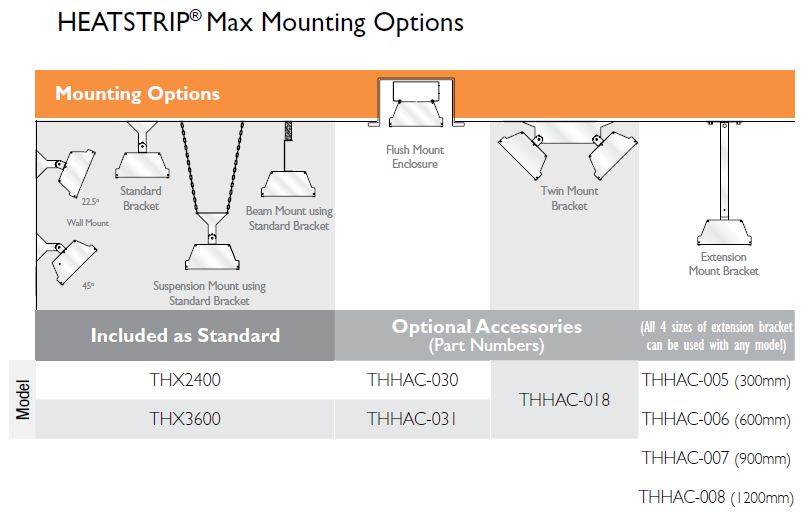 HEATSTRIP® Max Mounting Options
Mounting Options
Flush Mount
Enclosure
22.5º
Wall Mount
45º
Standard
Bracket
Suspension Mount using
Standard Bracket
Beam Mount using
Standard Bracket
Twin Mount
Bracket
Extension
Mount Bracket
Included as Standard
Optional Accessories
(Part Numbers)
(All 4 sizes of extension bracket
can be used with any model)
Model
THX2400
THHAC-030
THHAC-018
THHAC-005 (300mm)
THX3600
THHAC-031
THHAC-006 (600mm)
THHAC-007 (900mm)
THHAC-008 (1200mm)